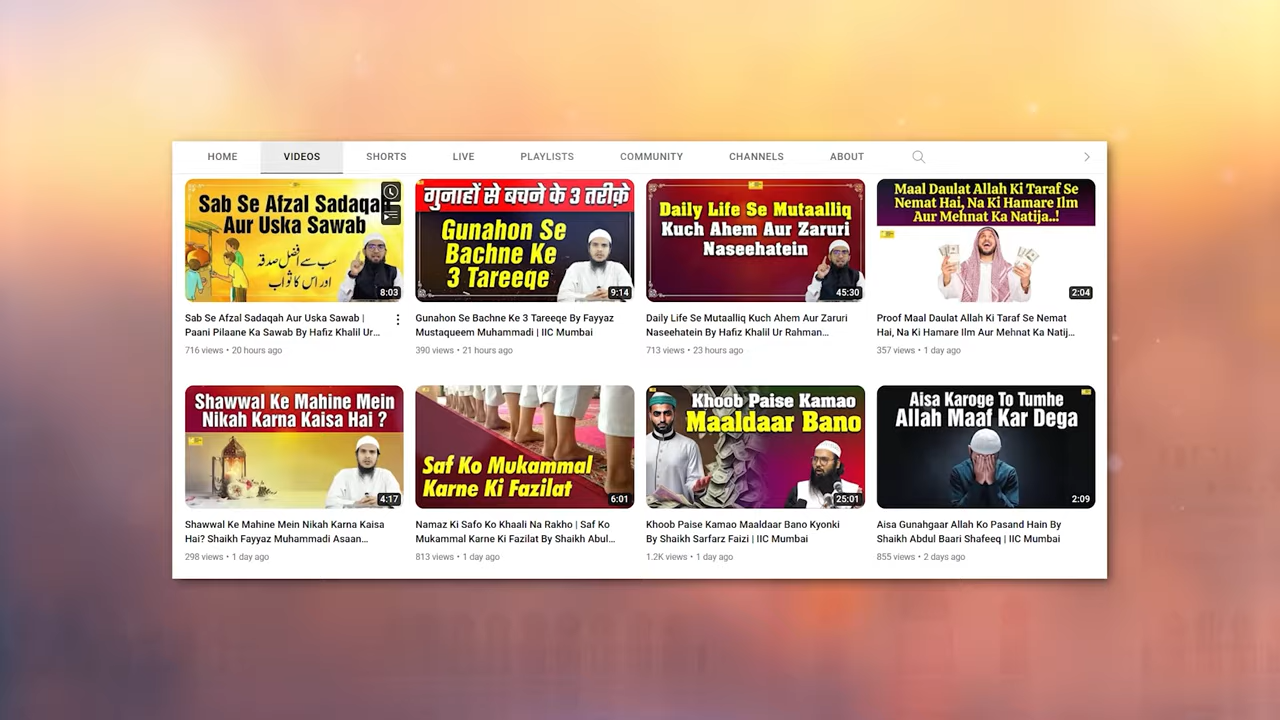 HOME VIDEOS SHORTS LIVE PLAYLISTS COMMUNITY CHANNELS ABOUT
Sab Se Afzal Sadaqah
Aur Uska Sawab
سب سے افضل صدقہ
اور اس کا ثواب
8:03
गुनाहों से बचने के 3 तरीक़े
Gunahon Se
Bachne Ke
3 Tareeqe
9:14
Daily Life Se Mutaalliq
Kuch Ahem Aur Zaruri
Naseehatein
45:30
Maal Daulat Allah Ki Taraf Se
Nemat Hai, Na Ki Hamare Ilm
Aur Mehnat Ka Natija..!
2:04
Sab Se Afzal Sadaqah Aur Uska Sawab |
Paani Pilaane Ka Sawab By Hafiz Khalil Ur...
716 views • 20 hours ago
Gunahon Se Bachne Ke 3 Tareeqe By Fayyaz
Mustaqueem Muhammadi | IIC Mumbai
390 views • 21 hours ago
Daily Life Se Mutaalliq Kuch Ahem Aur Zaruri
Naseehatein By Hafiz Khalil Ur Rahman...
713 views • 23 hours ago
Proof Maal Daulat Allah Ki Taraf Se Nemat
Hai, Na Ki Hamare Ilm Aur Mehnat Ka Natij...
357 views • 1 day ago
Shawwal Ke Mahine Mein
Nikah Karna Kaisa Hai ?
4:17
Saf Ko Mukammal
Karne Ki Fazilat
6:01
Khoob Paise Kamao
Maaldaar Bano
25:01
Aisa Karoge To Tumhe
Allah Maaf Kar Dega
2:09
Shawwal Ke Mahine Mein Nikah Karna Kaisa
Hai? Shaikh Fayyaz Muhammadi Asaan...
298 views • 1 day ago
Namaz Ki Safo Ko Khaali Na Rakho | Saf Ko
Mukammal Karne Ki Fazilat By Shaikh Abul...
813 views • 1 day ago
Khoob Paise Kamao Maaldaar Bano Kyonki
By Shaikh Sarfarz Faizi | IIC Mumbai
1.2K views • 1 day ago
Aisa Gunahgaar Allah Ko Pasand Hain By
Shaikh Abdul Baari Shafeeq | IIC Mumbai
855 views • 2 days ago